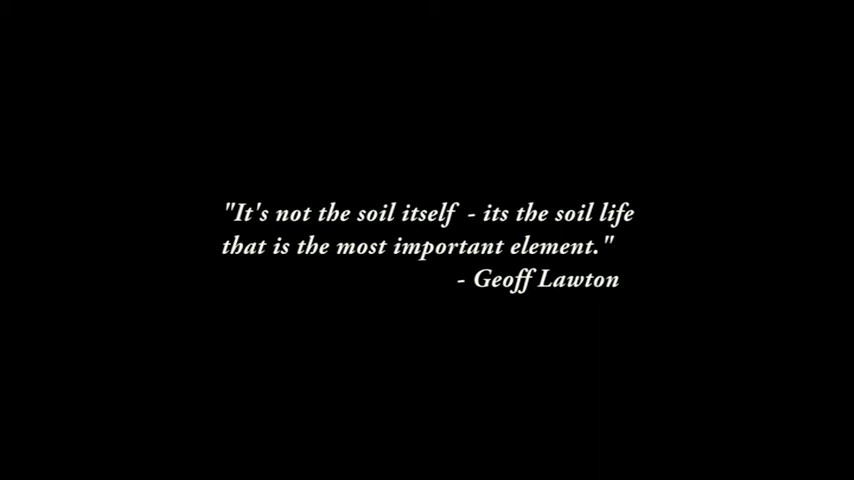 "It's not the soil itself - its the soil life
that is the most important element."
- Geoff Lawton